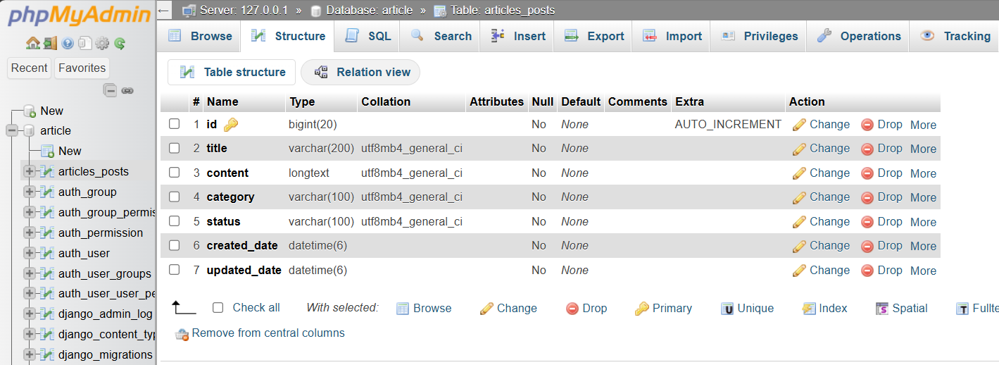 phpMyAdmin
Recent Favorites
New
article
New
articles_posts
auth_group
auth_group_permis
auth_permission
auth_user
auth_user_groups
auth_user_user_pe
django_admin_log
django_content_typ
django_migrations
← Server: 127.0.0.1 » Database: article » Table: articles_posts
Browse Structure SQL Search Insert Export Import Privileges Operations Tracking
Table structure Relation view
# Name Type Collation Attributes Null Default Comments Extra Action
1 id bigint(20) No None AUTO_INCREMENT Change Drop More
2 title varchar(200) utf8mb4_general_ci No None Change Drop More
3 content longtext utf8mb4_general_ci No None Change Drop More
4 category varchar(100) utf8mb4_general_ci No None Change Drop More
5 status varchar(100) utf8mb4_general_ci No None Change Drop More
6 created_date datetime(6) No None Change Drop More
7 updated_date datetime(6) No None Change Drop More
Check all With selected: Browse Change Drop Primary U Unique Index S Spatial T Fullte
Remove from central columns